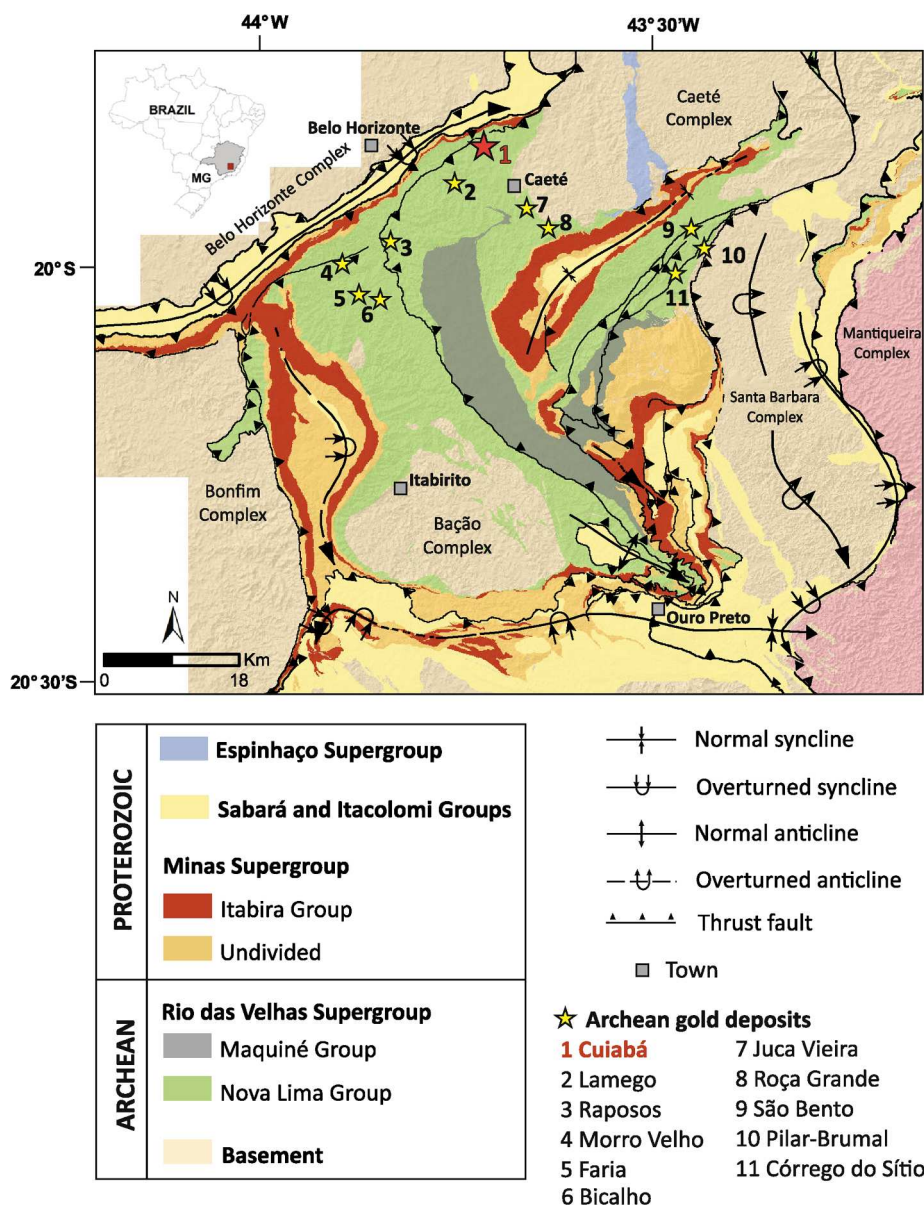 44°W
43°30'W
BRAZIL
MG
Belo Horizonte
Belo Horizonte Complex
Caeté
Complex
1
2
Caeté
7
8
3
9
10
20°S
4
5
6
11
Mantiqueira
Complex
Santa Barbara
Complex
Itabirito
Bonfim
Complex
Bação
Complex
N
Ouro Preto
0
18
Km
20°30'S
PROTEROZOIC
Espinhaço Supergroup
Sabará and Itacolomi Groups
Minas Supergroup
Itabira Group
Undivided
ARCHEAN
Rio das Velhas Supergroup
Maquiné Group
Nova Lima Group
Basement
Normal syncline
Overturned syncline
Normal anticline
Overturned anticline
Thrust fault
Town
Archean gold deposits
1 Cuiabá
2 Lamego
3 Raposos
4 Morro Velho
5 Faria
6 Bicalho
7 Juca Vieira
8 Roça Grande
9 São Bento
10 Pilar-Brumal
11 Córrego do Sítio